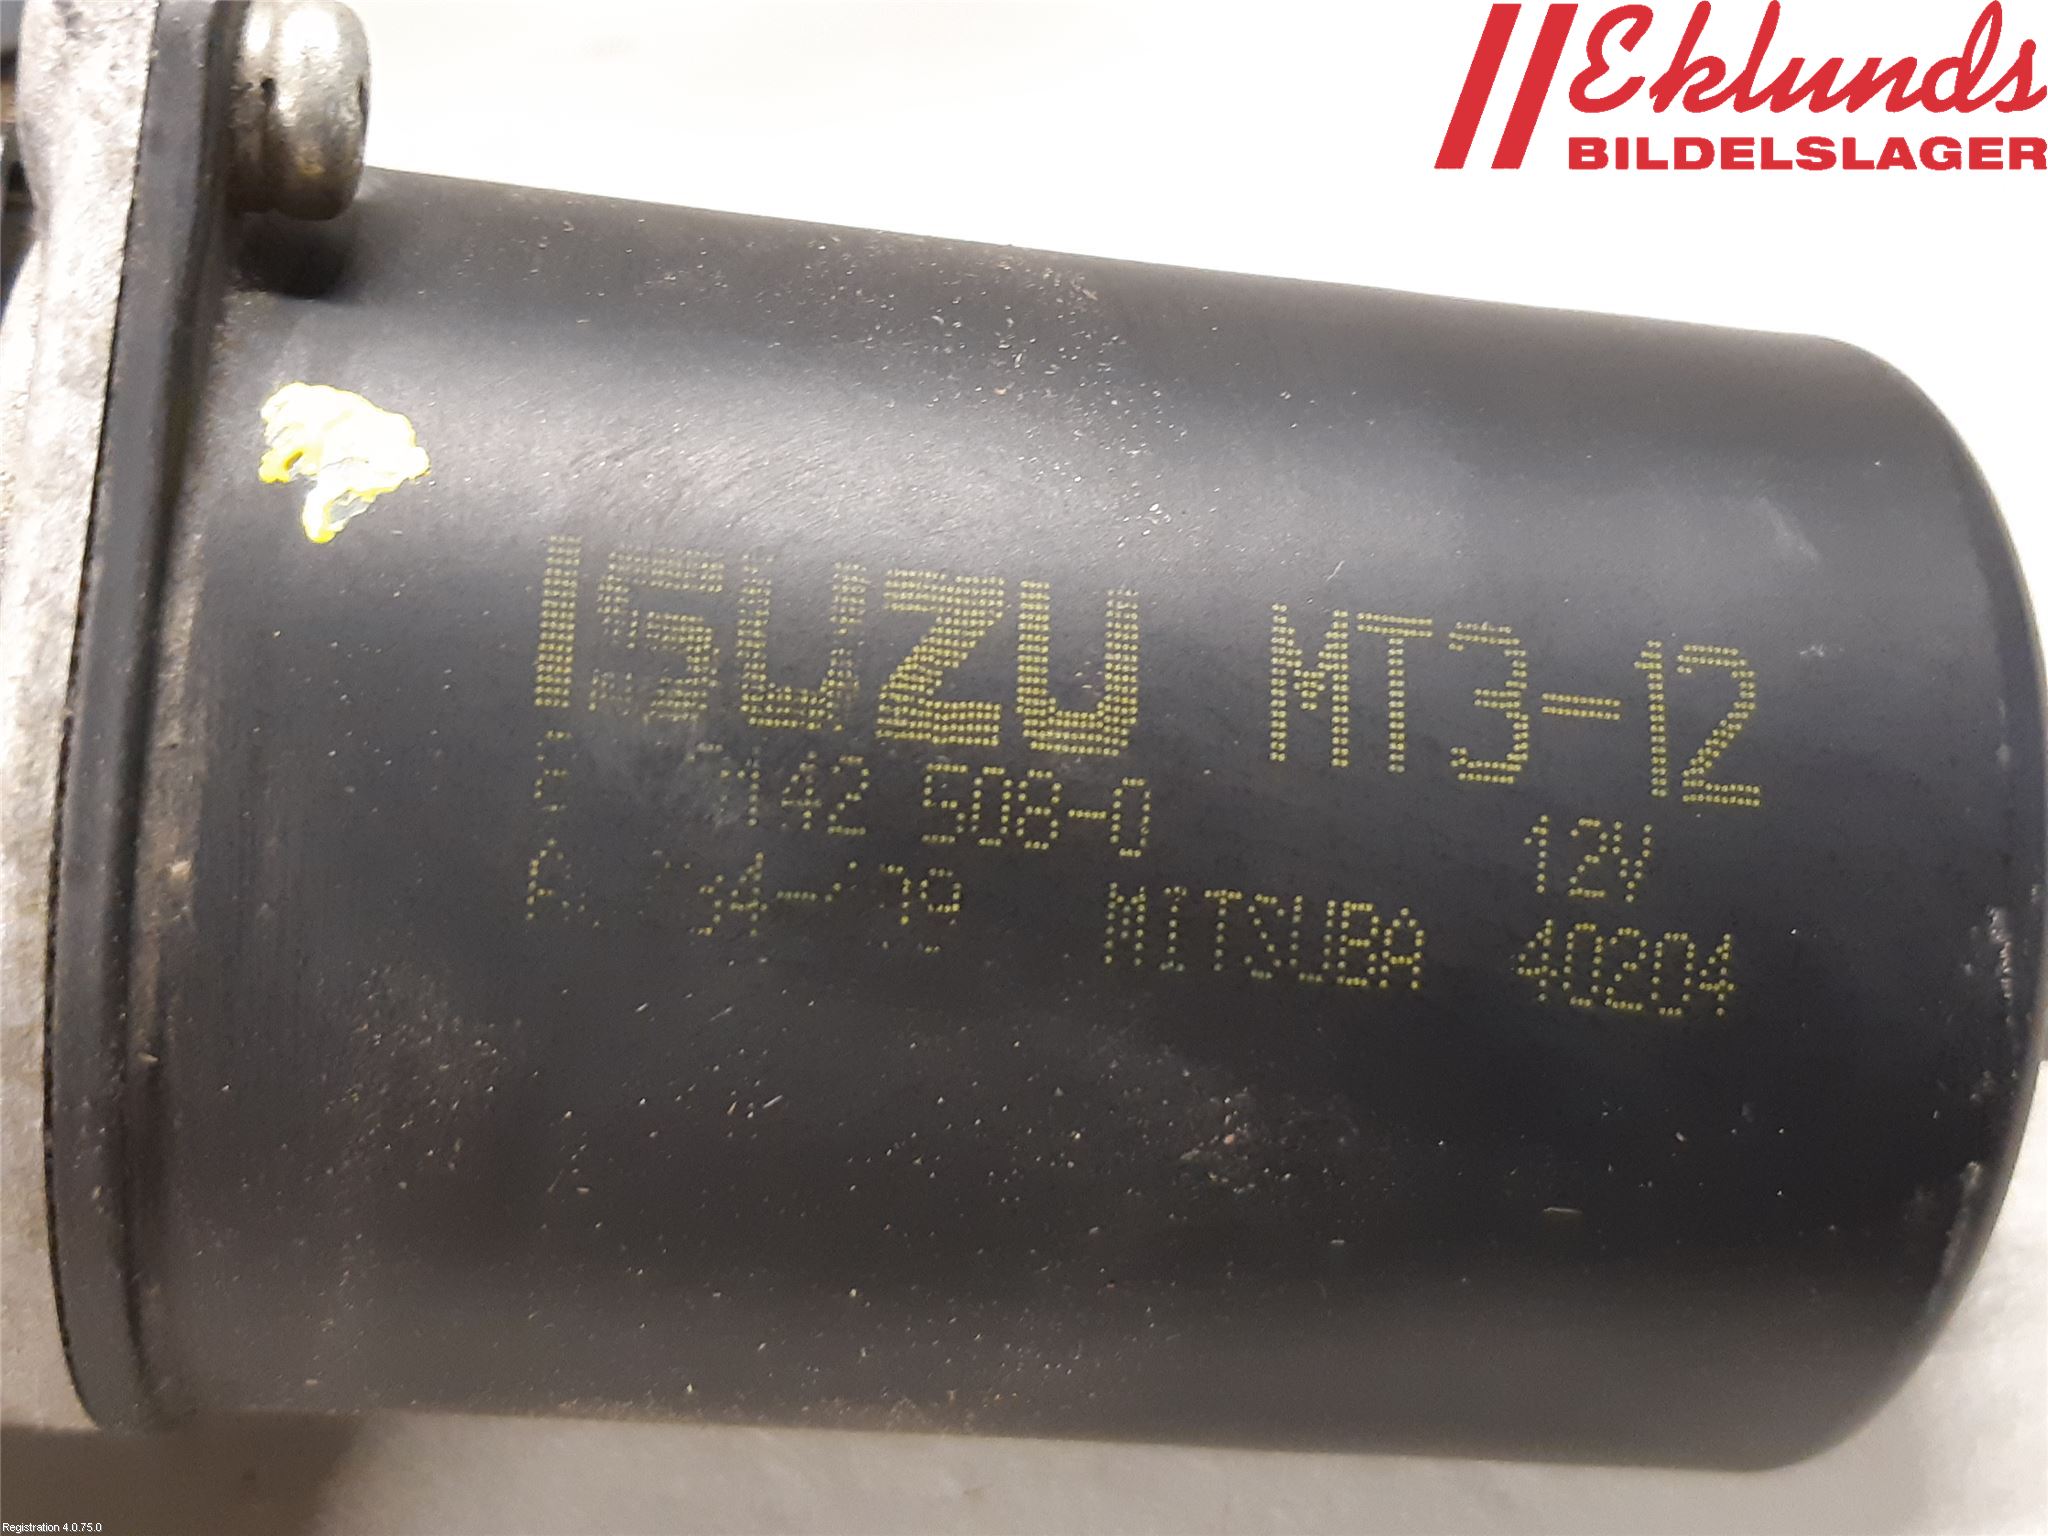 Eklunds
BILDELSLAGER
ISUZU MT3-12
142 508-0 12V
MITSUBA 40204
Registration 4.0.75.0